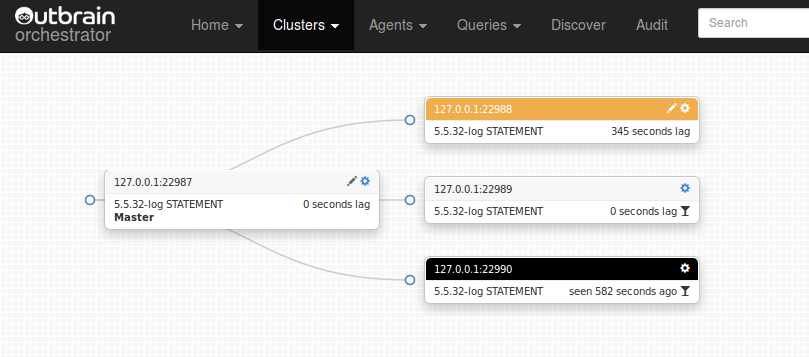 Outbrain
orchestrator
Home Clusters Agents Queries Discover Audit Search
127.0.0.1:22988
5.5.32-log STATEMENT 345 seconds lag
127.0.0.1:22987
5.5.32-log STATEMENT 0 seconds lag
Master
127.0.0.1:22989
5.5.32-log STATEMENT 0 seconds lag
127.0.0.1:22990
5.5.32-log STATEMENT seen 582 seconds ago